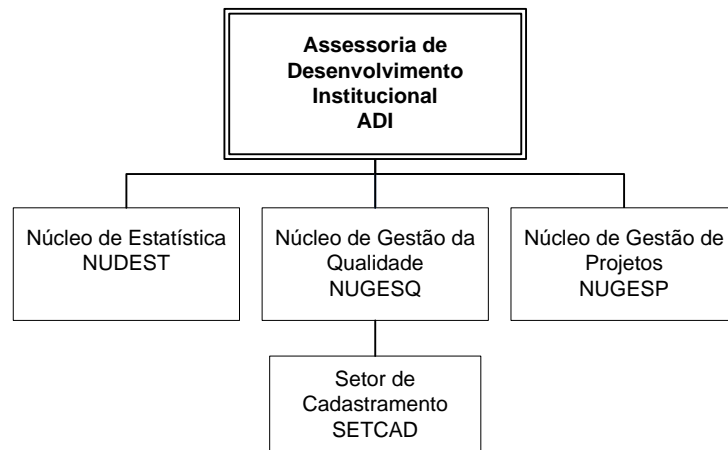 Assessoria de
Desenvolvimento
Institucional
ADI
Núcleo de Estatística
NUDEST
Núcleo de Gestão da
Qualidade
NUGESQ
Núcleo de Gestão de
Projetos
NUGESP
Setor de
Cadastramento
SETCAD